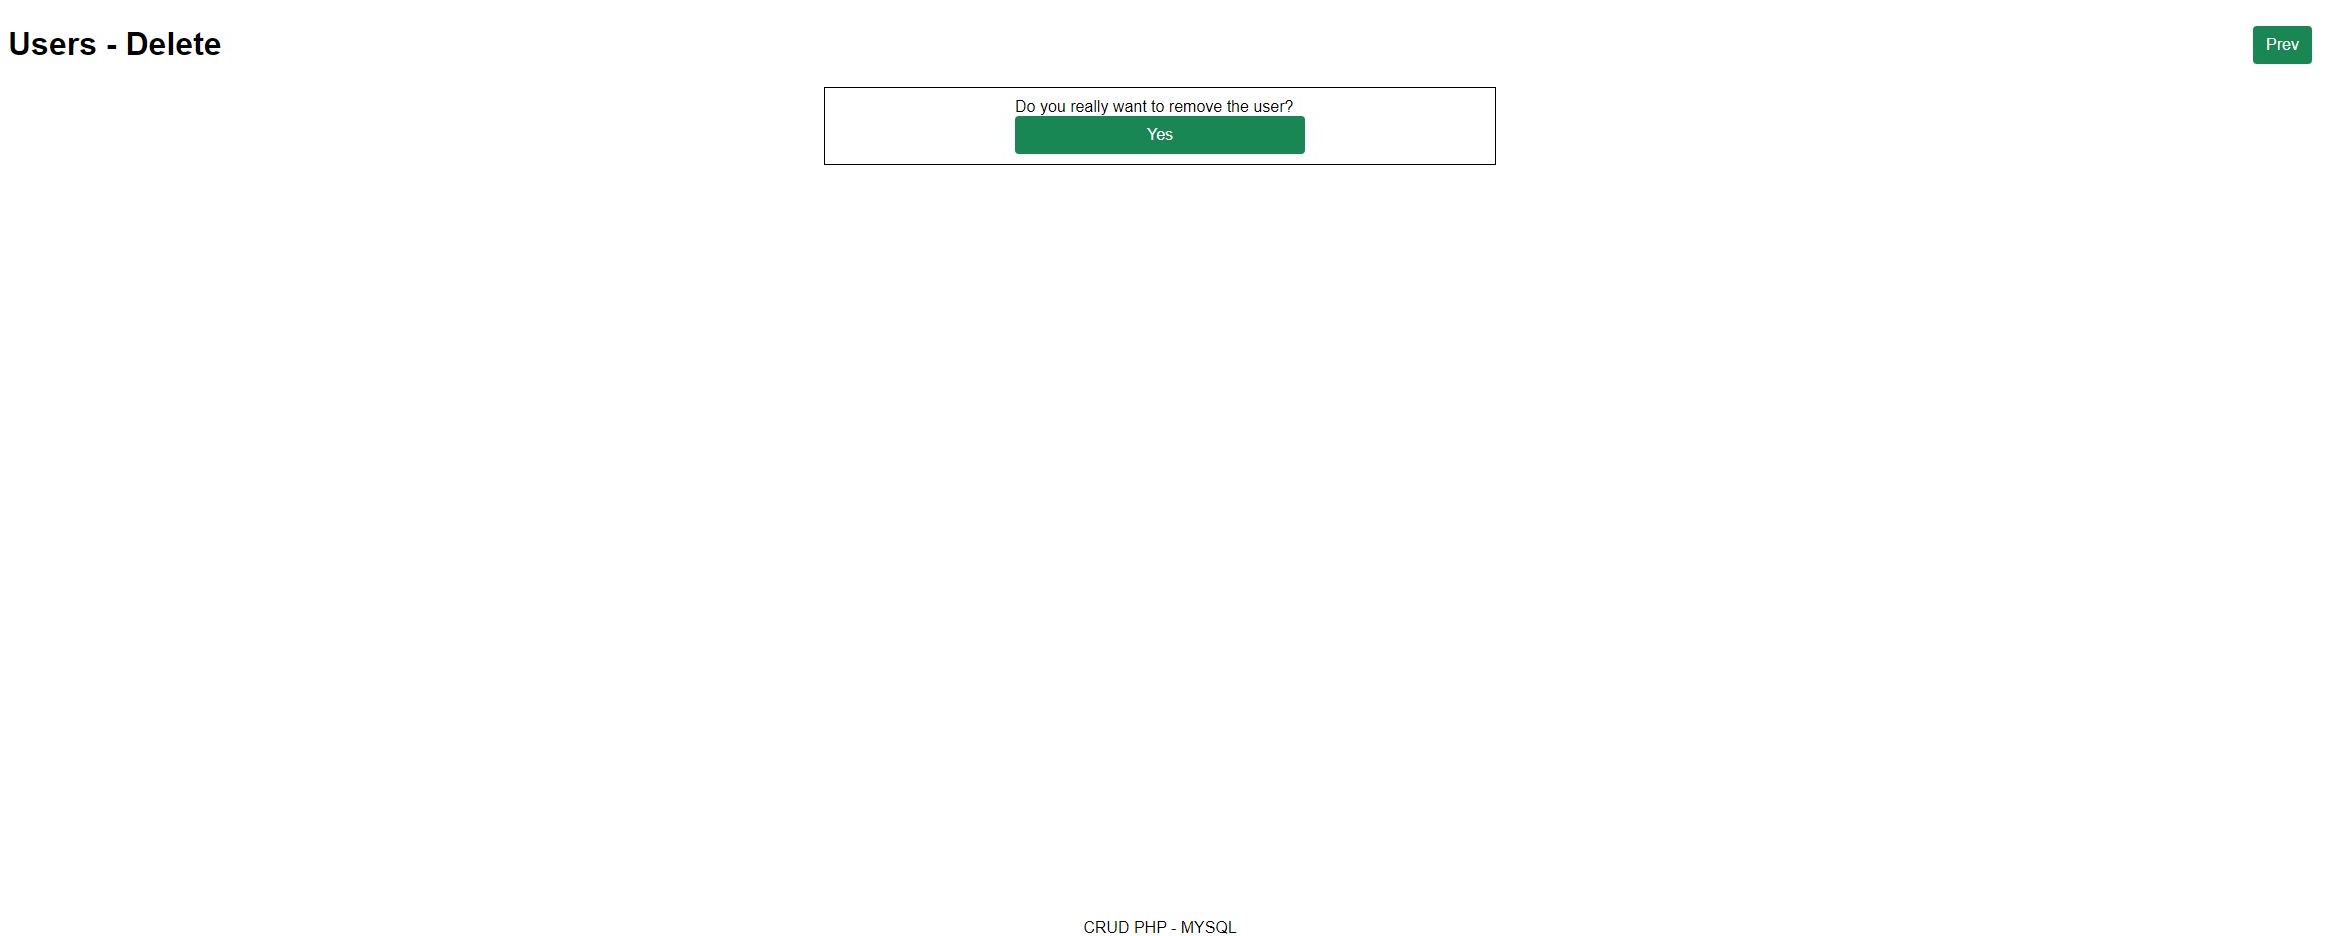 Users - Delete
Prev
Do you really want to remove the user?
Yes
CRUD PHP - MYSQL